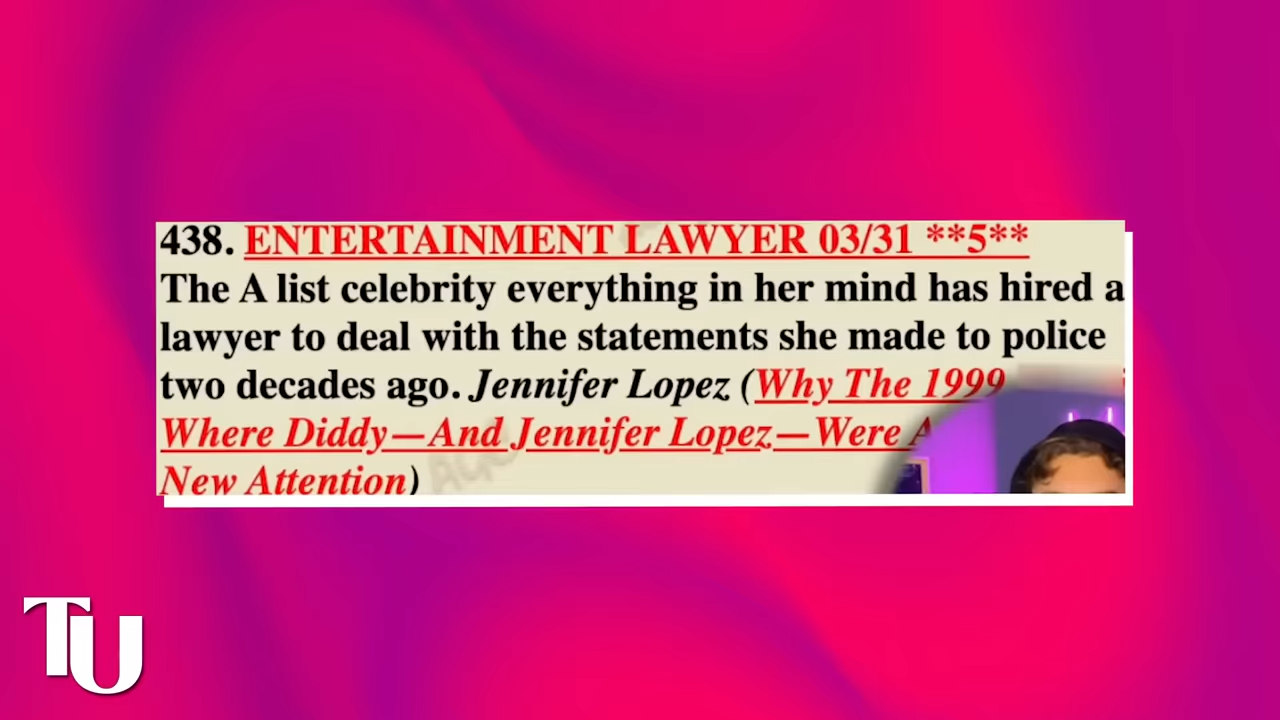 438. ENTERTAINMENT LAWYER 03/31 **5**
The A list celebrity everything in her mind has hired a
lawyer to deal with the statements she made to police
two decades ago. Jennifer Lopez (Why The 1999
Where Diddy—And Jennifer Lopez—Were
New Attention)
TU